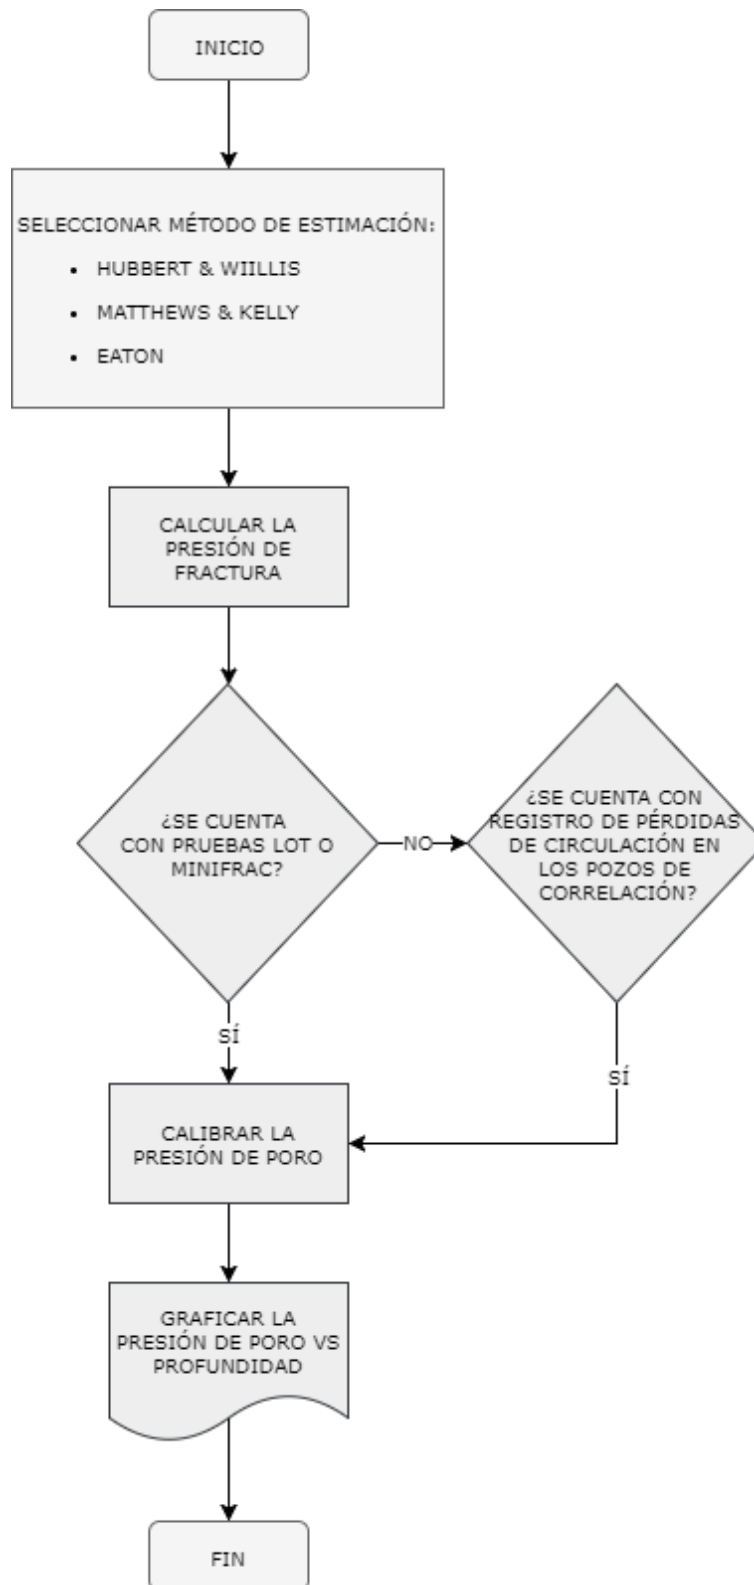 INICIO
SELECCIONAR MÉTODO DE ESTIMACIÓN:
• HUBBERT & WIILLIS
• MATTHEWS & KELLY
• EATON
CALCULAR LA
PRESIÓN DE
FRACTURA
¿SE CUENTA
CON PRUEBAS LOT O
MINIFRAC?
NO
¿SE CUENTA CON
REGISTRO DE PÉRDIDAS
DE CIRCULACIÓN EN
LOS POZOS DE
CORRELACIÓN?
SÍ
SÍ
CALIBRAR LA
PRESIÓN DE PORO
GRAFICAR LA
PRESIÓN DE PORO VS
PROFUNDIDAD
FIN